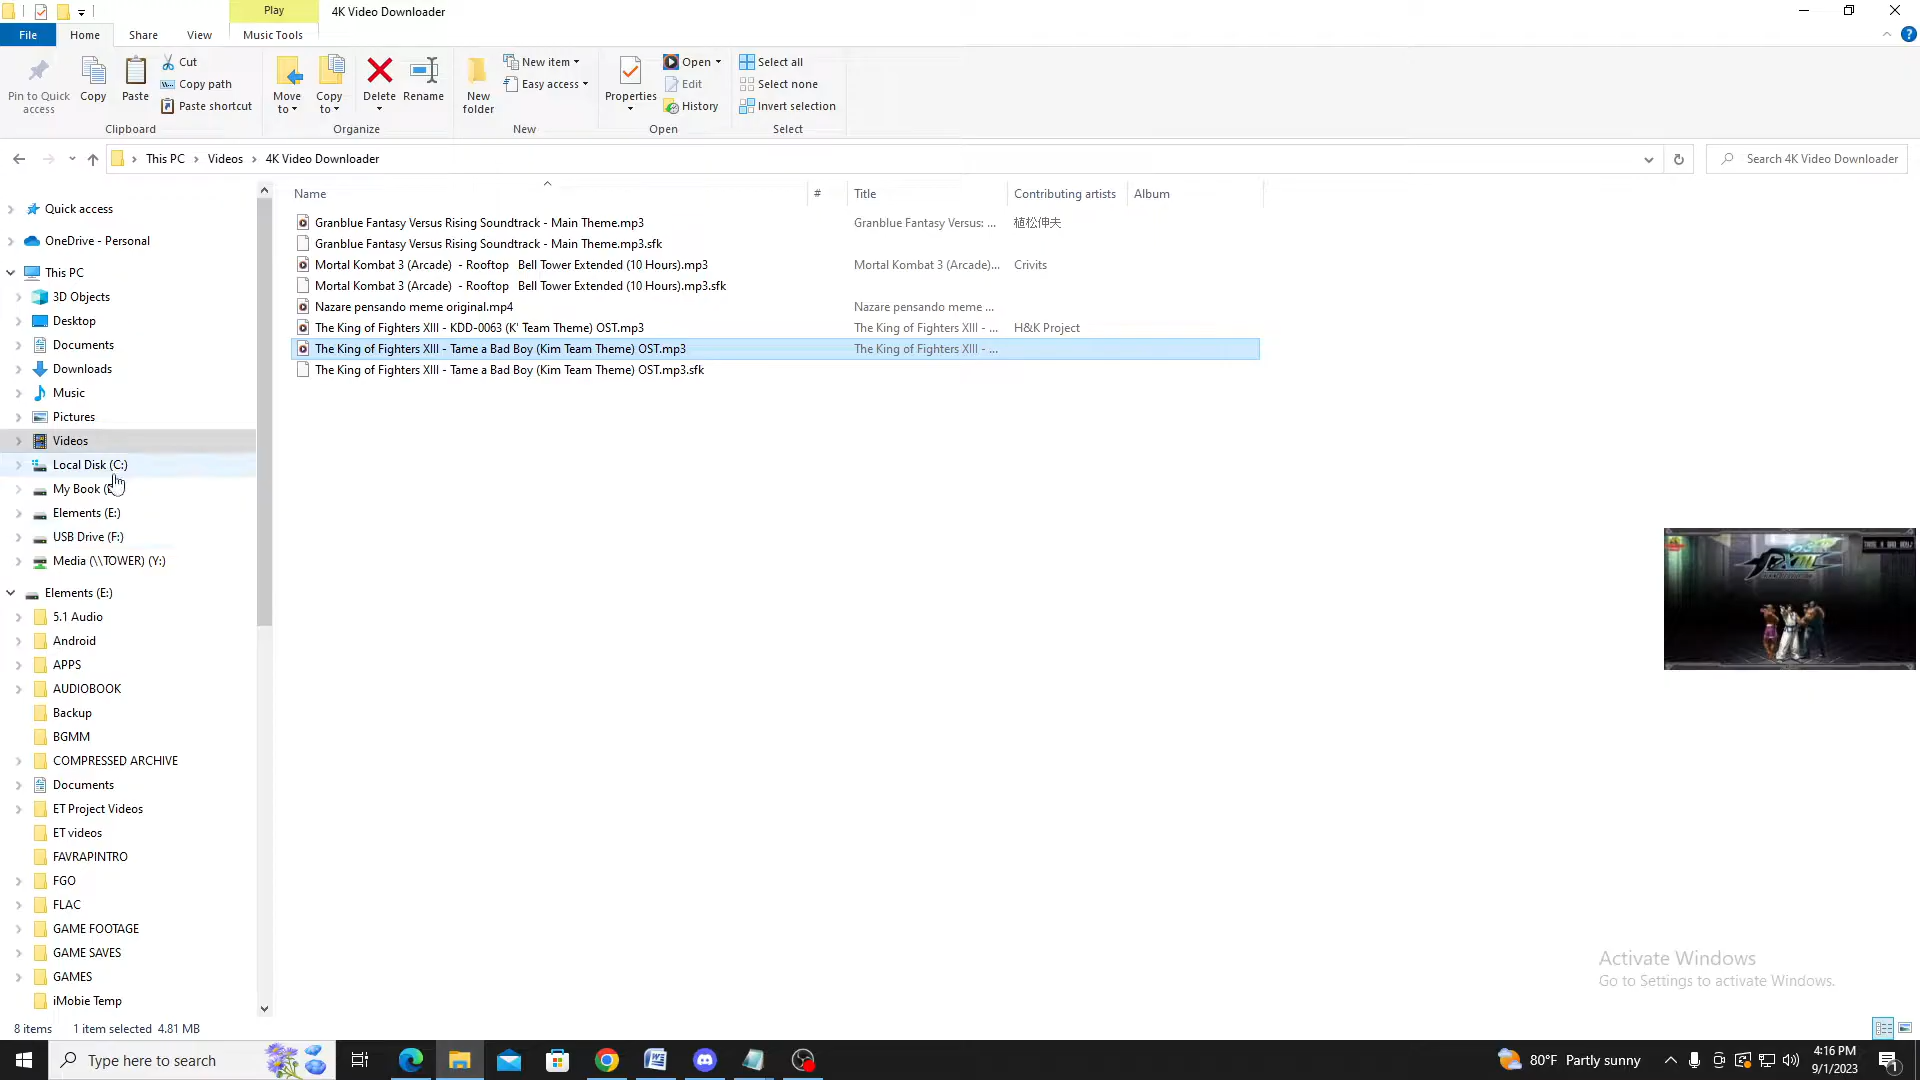 Play
4K Video Downloader
File
Home
Share
View
Music Tools
Pin to Quick
access
Copy
Paste
Cut
Copy path
Paste shortcut
Clipboard
Move
to
Copy
to
Delete
Rename
Organize
New
folder
New item
Easy access
New
Properties
Open
Edit
History
Open
Select all
Select none
Invert selection
Select
This PC
Videos
4K Video Downloader
Search 4K Video Downloader
Name
#
Title
Contributing artists
Album
Granblue Fantasy Versus Rising Soundtrack - Main Theme.mp3
Granblue Fantasy Versus: ...
植松伸夫
Granblue Fantasy Versus Rising Soundtrack - Main Theme.mp3.sfk
Mortal Kombat 3 (Arcade) - Rooftop Bell Tower Extended (10 Hours).mp3
Mortal Kombat 3 (Arcade)...
Crivits
Mortal Kombat 3 (Arcade) - Rooftop Bell Tower Extended (10 Hours).mp3.sfk
Nazare pensando meme original.mp4
Nazare pensando meme ...
The King of Fighters XIII - KDD-0063 (K' Team Theme) OST.mp3
The King of Fighters XIII - ...
H&K Project
The King of Fighters XIII - Tame a Bad Boy (Kim Team Theme) OST.mp3
The King of Fighters XIII - ...
The King of Fighters XIII - Tame a Bad Boy (Kim Team Theme) OST.mp3.sfk
Quick access
OneDrive - Personal
This PC
3D Objects
Desktop
Documents
Downloads
Music
Pictures
Videos
Local Disk (C:)
My Book
Elements (E:)
USB Drive (F:)
Media (\\TOWER) (Y:)
Elements (E:)
5.1 Audio
Android
APPS
AUDIOBOOK
Backup
BGMM
COMPRESSED ARCHIVE
Documents
ET Project Videos
ET videos
FAVRAPINTRO
FGO
FLAC
GAME FOOTAGE
GAME SAVES
GAMES
iMobie Temp
XIII
Activate Windows
Go to Settings to activate Windows.
8 items
1 item selected 4.81 MB
Type here to search
80°F Partly sunny
4:16 PM
9/1/2023
1